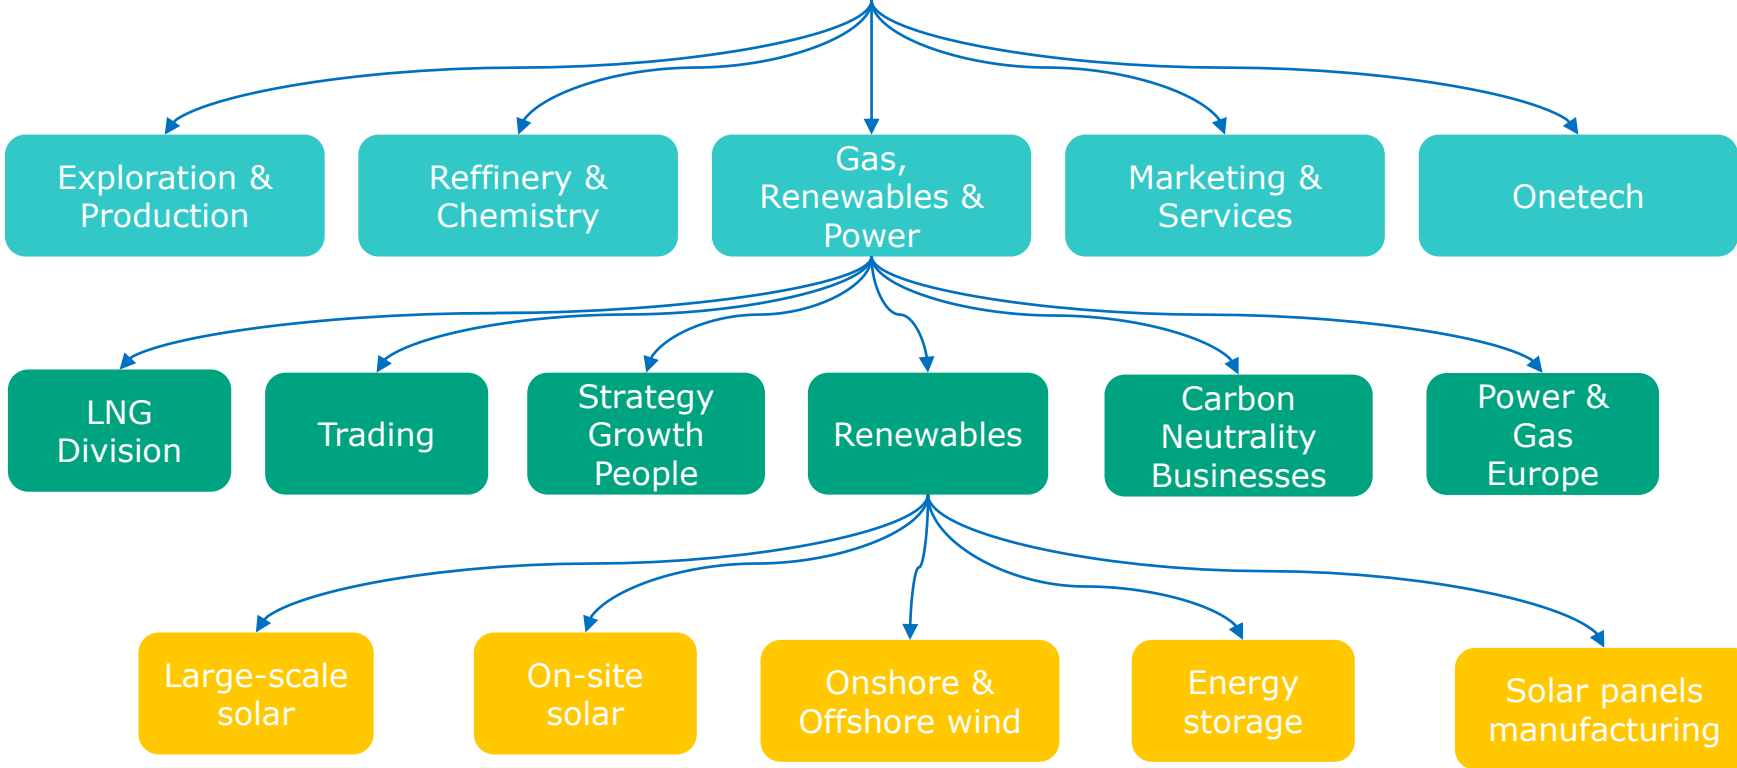 Exploration &
Production
Reffinery &
Chemistry
Gas,
Renewables &
Power
Marketing &
Services
Onetech
LNG
Division
Trading
Strategy
Growth
People
Renewables
Carbon
Neutrality
Businesses
Power &
Gas
Europe
Large-scale
solar
On-site
solar
Onshore &
Offshore wind
Energy
storage
Solar panels
manufacturing